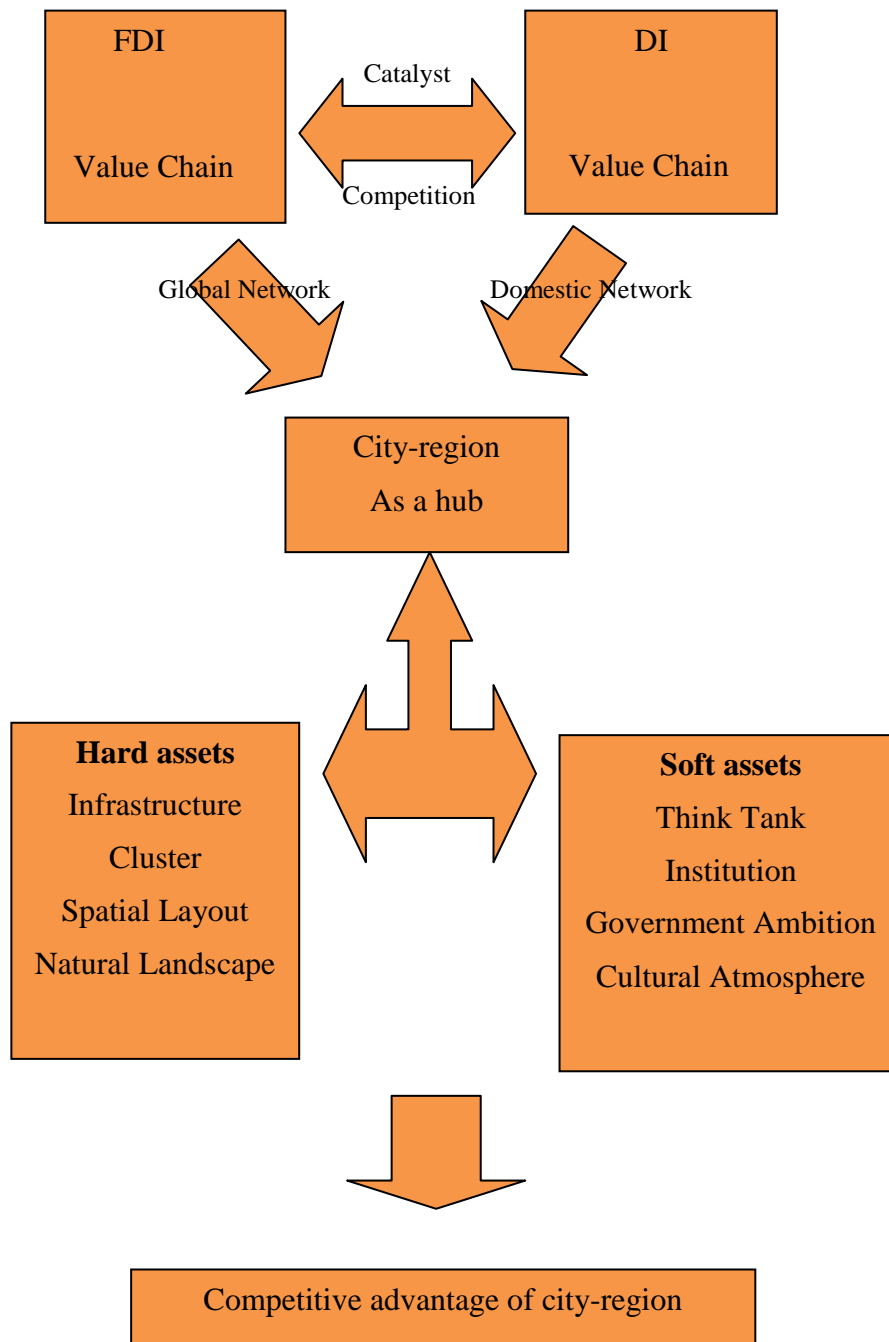 FDI
Value Chain
Catalyst
Competition
DI
Value Chain
Global Network
Domestic Network
City-region
As a hub
Hard assets
Infrastructure
Cluster
Spatial Layout
Natural Landscape
Soft assets
Think Tank
Institution
Government Ambition
Cultural Atmosphere
Competitive advantage of city-region